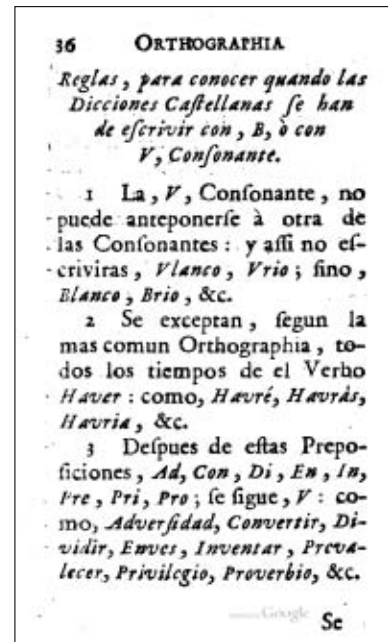 36 ORTHOGRAPHIA
Reglas, para conocer quando las
Dicciones Caſtellanas ſe han
de eſcrivir con, B, ò con
V, Conſonante.
1 La, V, Conſonante, no
puede anteponerſe à otra de
las Conſonantes: y aſſi no eſ-
criviras, Vlanco, Vrio; ſino,
Blanco, Brio, &c.
2 Se exceptan, ſegun la
mas comun Orthographia, to-
dos los tiempos de el Verbo
Haver: como, Havré, Havràs,
Havria, &c.
3 Deſpues de eſtas Prepo-
ſiciones, Ad, Con, Di, En, In,
Pre, Pri, Pro; ſe ſigue, V: co-
mo, Adverſidad, Convertir, Di-
vidir, Enves, Inventar, Preva-
lecer, Privilegio, Proverbio, &c.
Google
Se